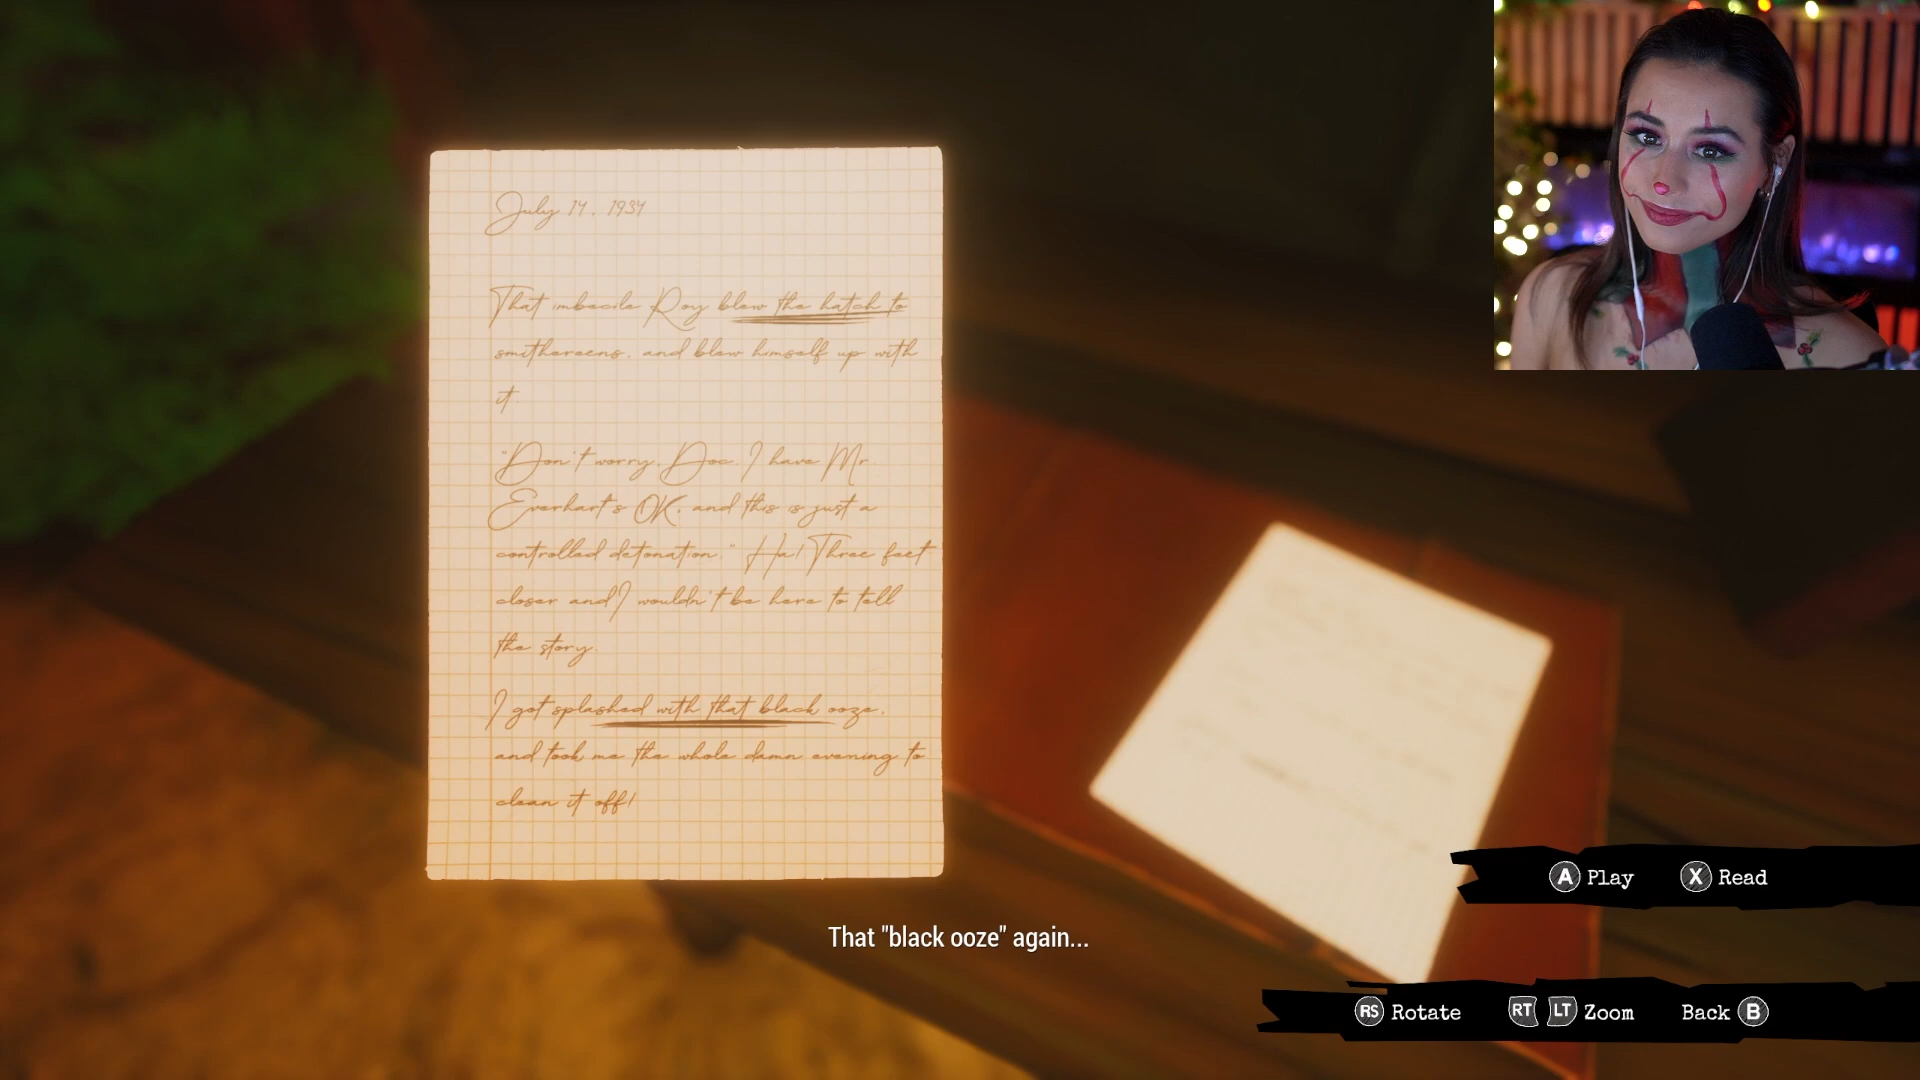 July 14, 1934
That imbecile Roy blew the hatch to
smithereens, and blew himself up with
it.
"Don't worry, Doc. I have Mr.
Everhart's OK, and this is just a
controlled detonation." Ha! Three feet
closer and I wouldn't be here to tell
the story.
I got splashed with that black ooze,
and took me the whole damn evening to
clean it off!
That "black ooze" again...
A Play X Read
RS Rotate RT LT Zoom Back B